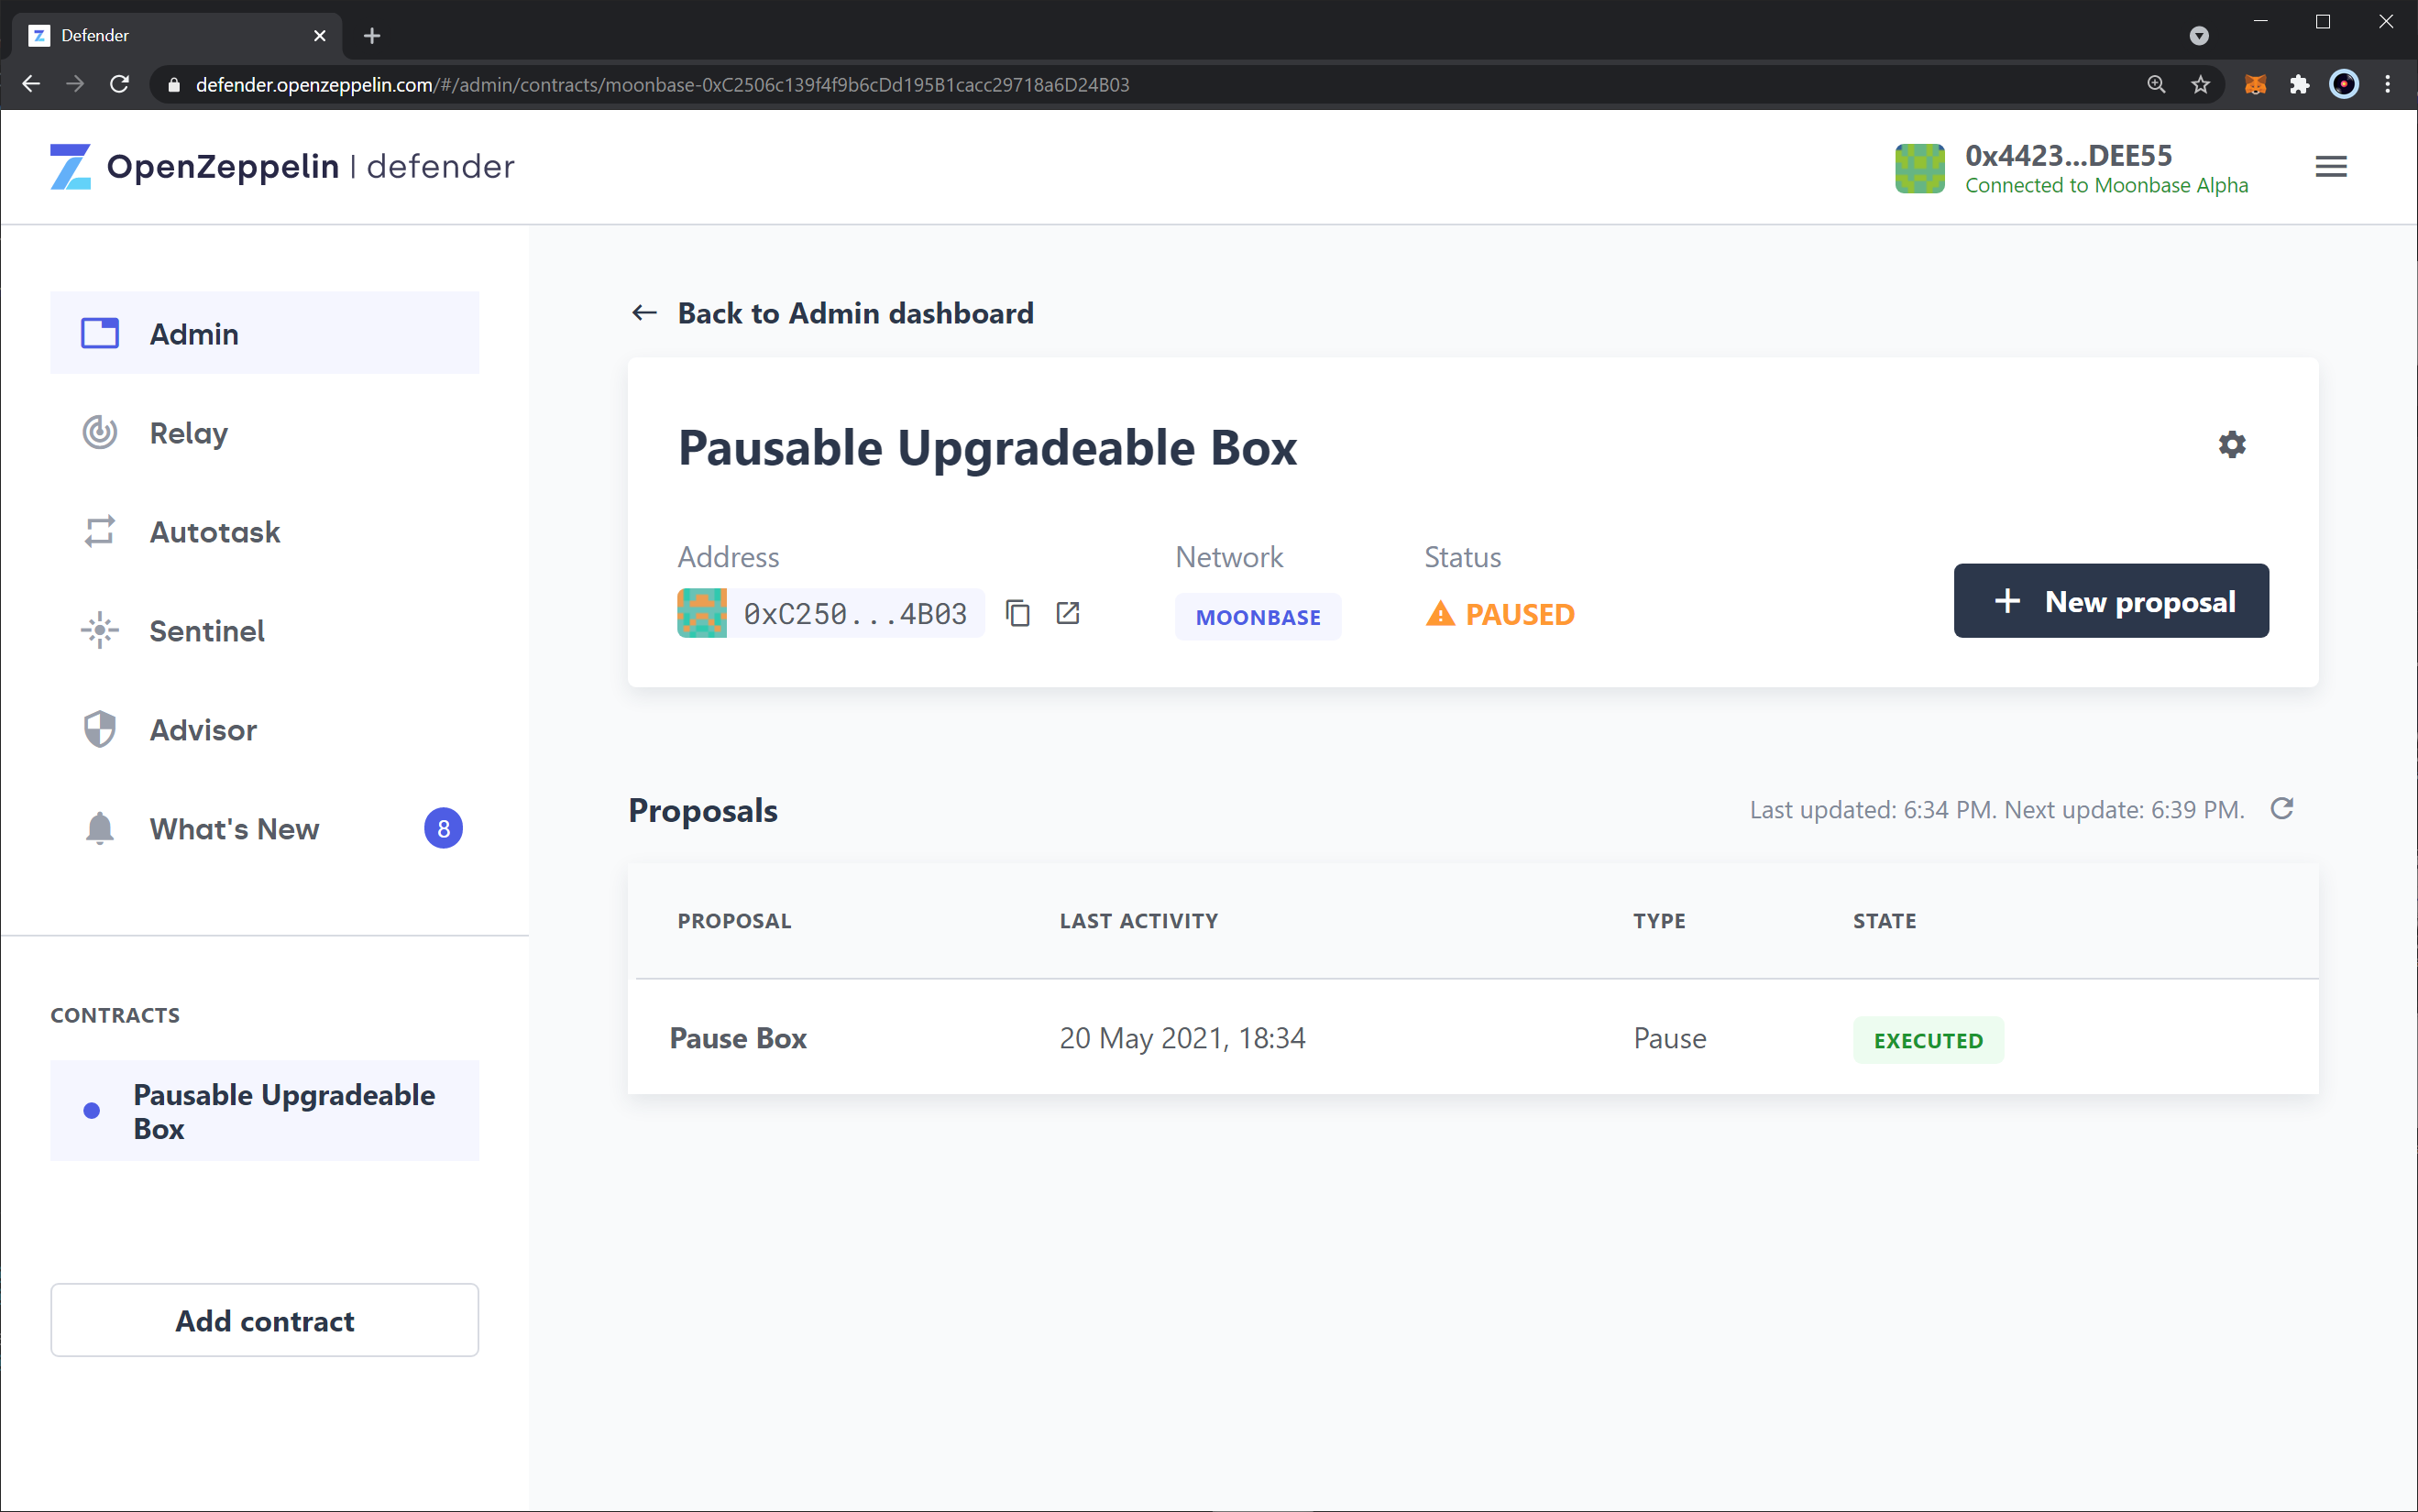 Defender
defender.openzeppelin.com/#/admin/contracts/moonbase-0xC2506c139f4f9b6cDd195B1cacc29718a6D24B03
OpenZeppelin | defender
0x4423...DEE55
Connected to Moonbase Alpha
Admin
Relay
Autotask
Sentinel
Advisor
What's New
8
CONTRACTS
Pausable Upgradeable
Box
Add contract
Back to Admin dashboard
Pausable Upgradeable Box
Address
Network
Status
0xC250...4B03
MOONBASE
PAUSED
New proposal
Proposals
Last updated: 6:34 PM. Next update: 6:39 PM.
PROPOSAL
LAST ACTIVITY
TYPE
STATE
Pause Box
20 May 2021, 18:34
Pause
EXECUTED